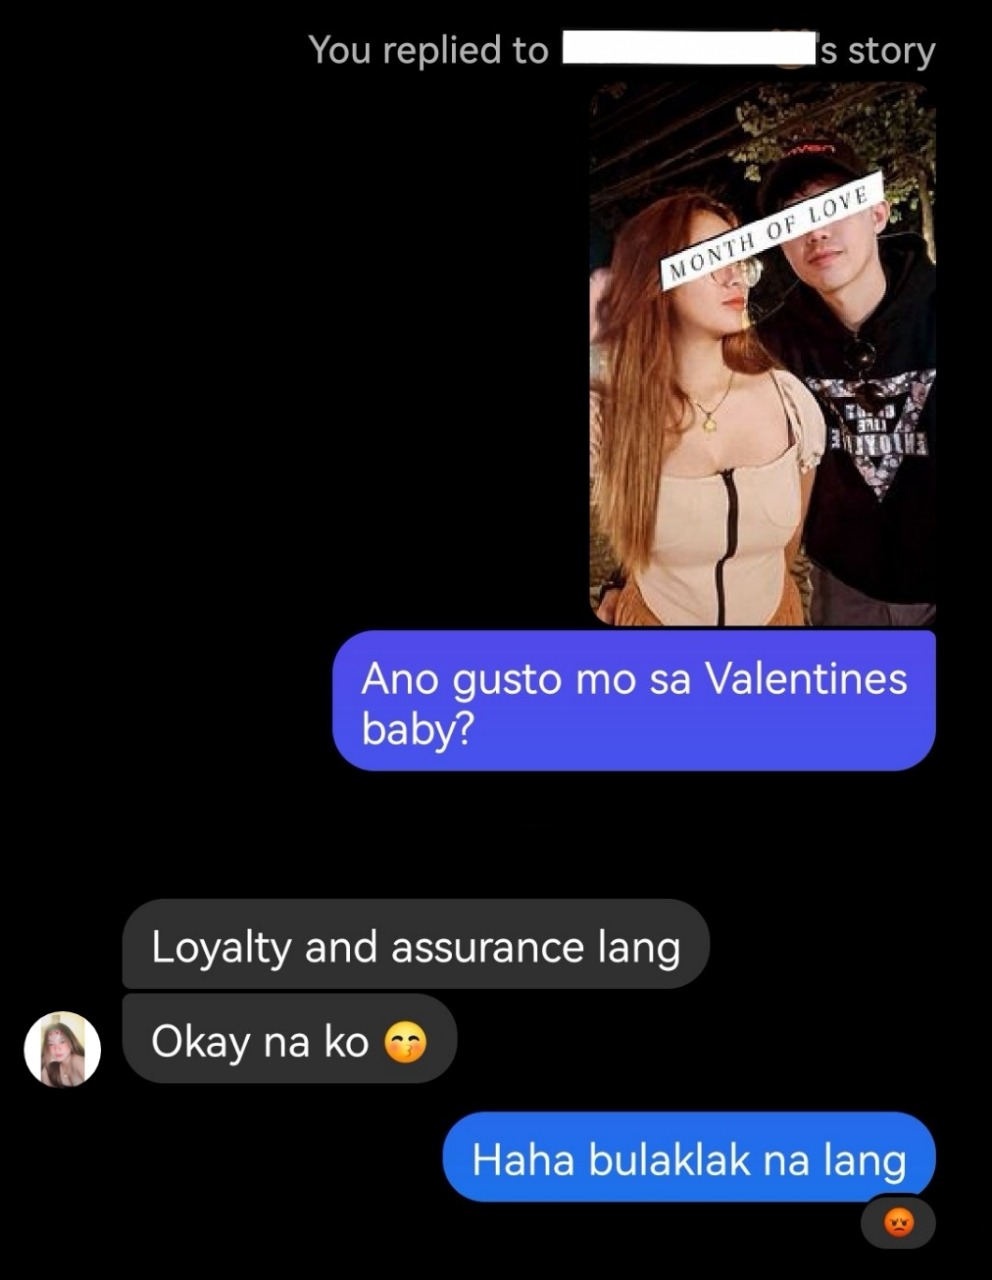 You replied to 's story
MONTH OF LOVE
LIFE
Ano gusto mo sa Valentines
baby?
Loyalty and assurance lang
Okay na ko 😙
Haha bulaklak na lang
😡